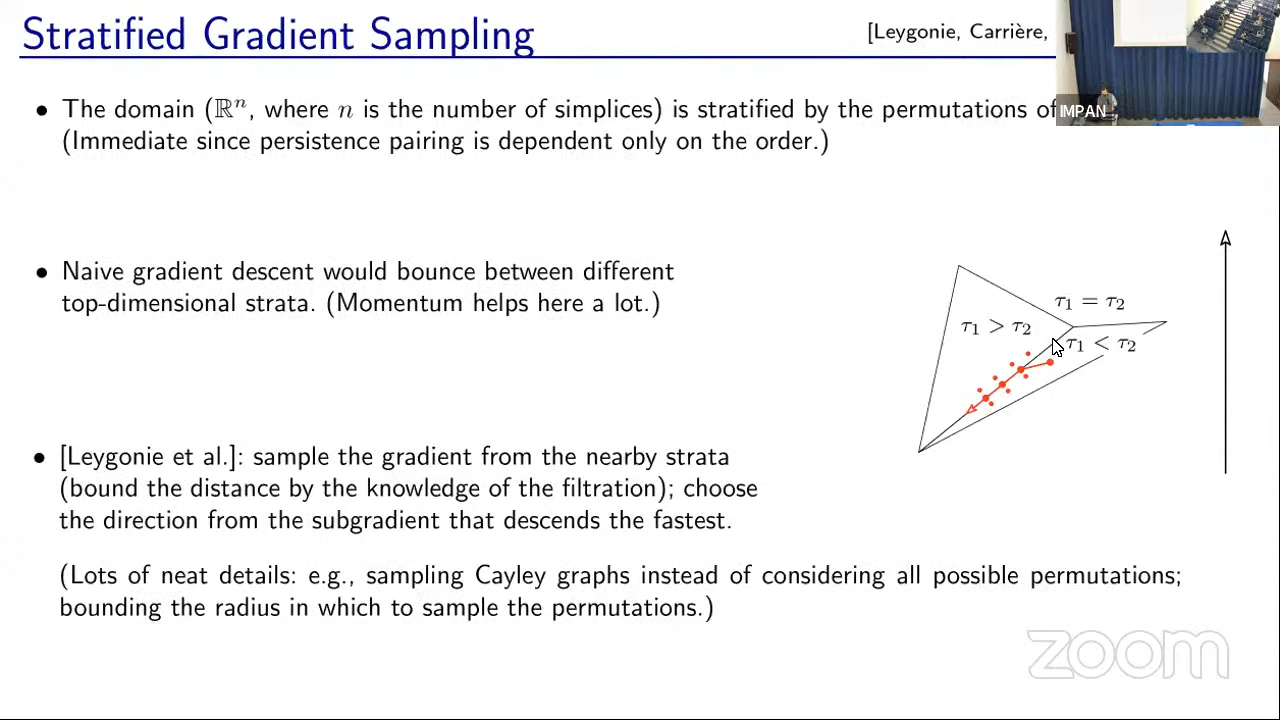 Stratified Gradient Sampling
[Leygonie, Carrière,
• The domain (ℝⁿ, where n is the number of simplices) is stratified by the permutations of
IMPAN
(Immediate since persistence pairing is dependent only on the order.)
• Naive gradient descent would bounce between different
top-dimensional strata. (Momentum helps here a lot.)
τ₁ = τ₂
τ₁ > τ₂
τ₁ < τ₂
• [Leygonie et al.]: sample the gradient from the nearby strata
(bound the distance by the knowledge of the filtration); choose
the direction from the subgradient that descends the fastest.
(Lots of neat details: e.g., sampling Cayley graphs instead of considering all possible permutations;
bounding the radius in which to sample the permutations.)
zoom